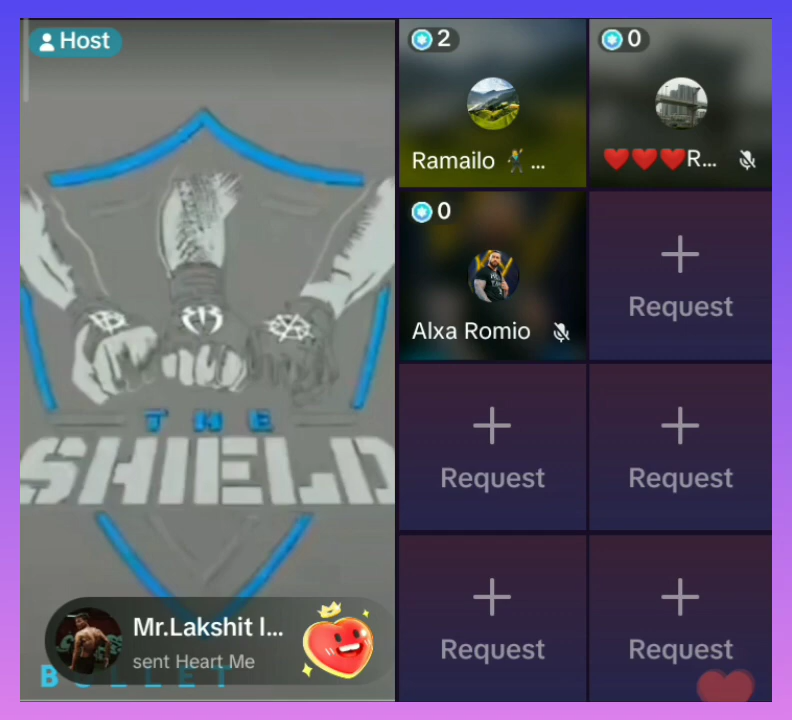 Host
THE
SHIELD
Mr.Lakshit l...
sent Heart Me
BULLET
2
0
Ramailo 🕺 ...
❤️❤️❤️R...
0
Alxa Romio
Request
Request
Request
Request
Request